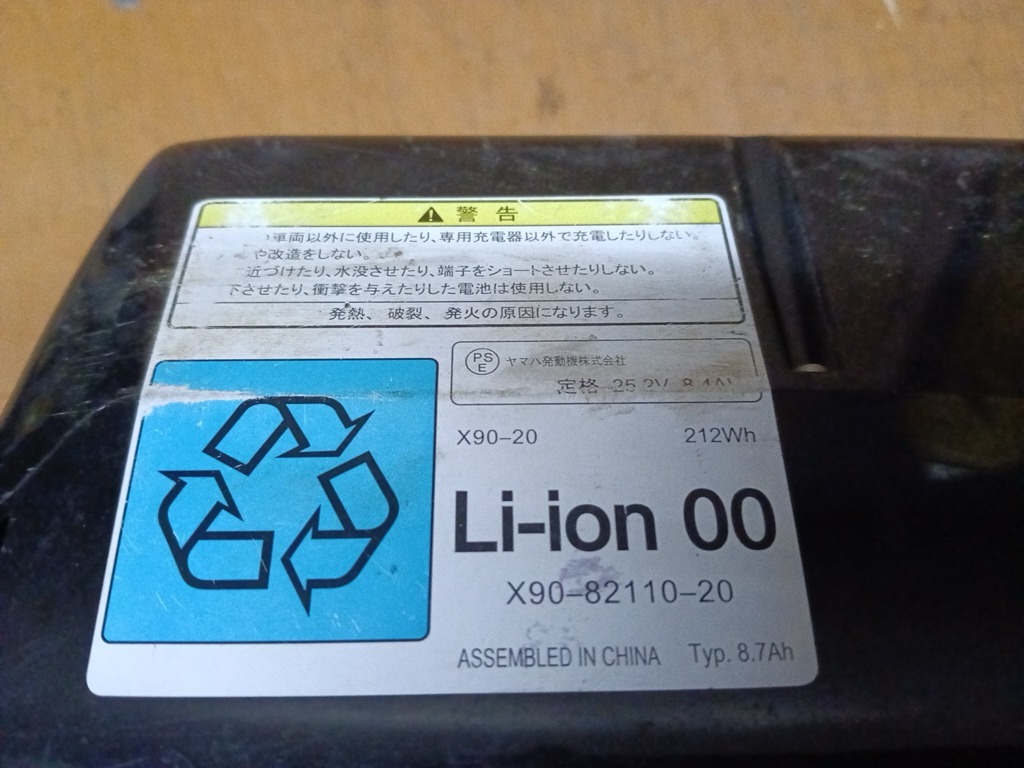 警告
車両以外に使用したり、専用充電器以外で充電したりしない。
や改造をしない。
近づけたり、水没させたり、端子をショートさせたりしない。
下させたり、衝撃を与えたりした電池は使用しない。
発熱、破裂、発火の原因になります。
PSE ヤマハ発動機株式会社
定格 25.2V 8.4Ah
X90-20 212Wh
Li-ion 00
X90-82110-20
ASSEMBLED IN CHINA Typ. 8.7Ah